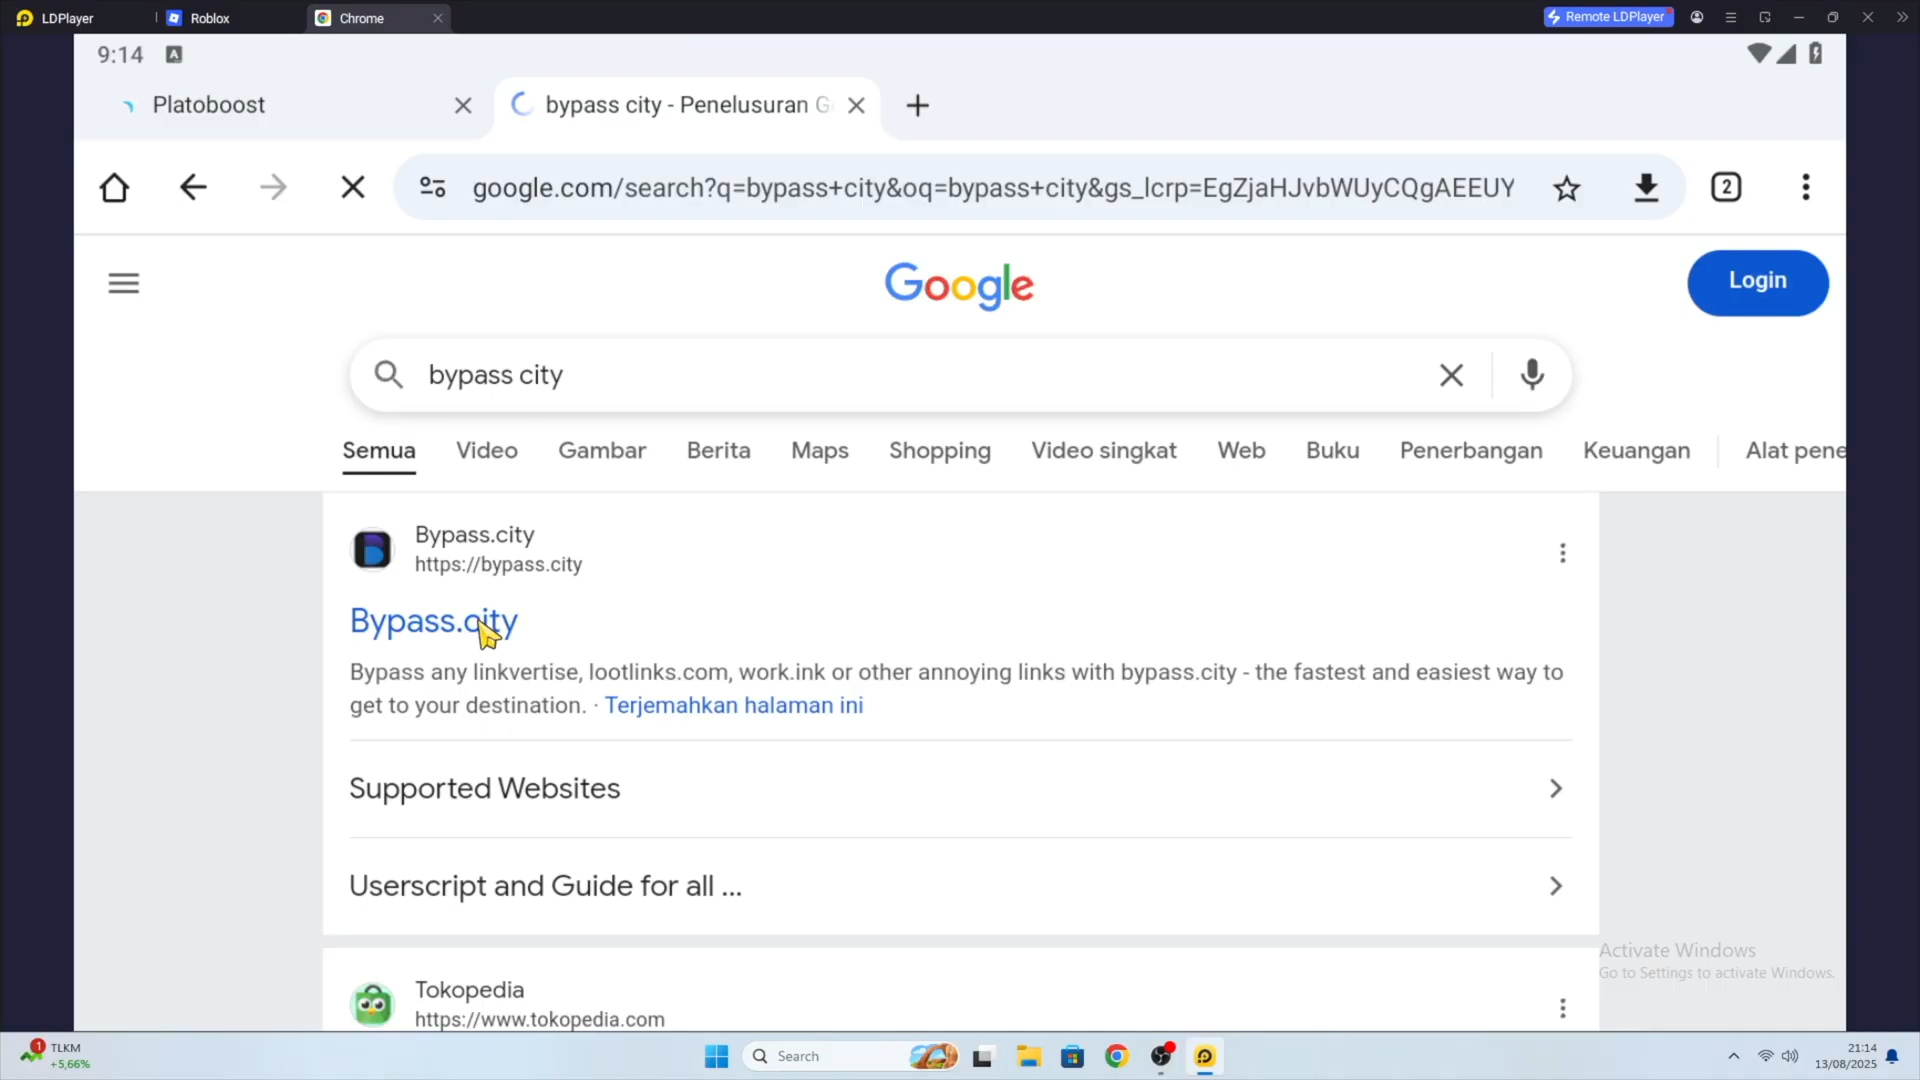 LDPlayer
Roblox
Chrome
Remote LDPlayer
9:14
A
Platoboost
bypass city - Penelusuran G
google.com/search?q=bypass+city&oq=bypass+city&gs_lcrp=EgZjaHJvbWUyCQgAEEUY
2
Google
Login
bypass city
Semua
Video
Gambar
Berita
Maps
Shopping
Video singkat
Web
Buku
Penerbangan
Keuangan
Alat pene
Bypass.city
https://bypass.city
Bypass.city
Bypass any linkvertise, lootlinks.com, work.ink or other annoying links with bypass.city - the fastest and easiest way to
get to your destination. · Terjemahkan halaman ini
Supported Websites
Userscript and Guide for all ...
Activate Windows
Go to Settings to activate Windows.
Tokopedia
https://www.tokopedia.com
1
TLKM
+5,66%
Search
21:14
13/08/2025